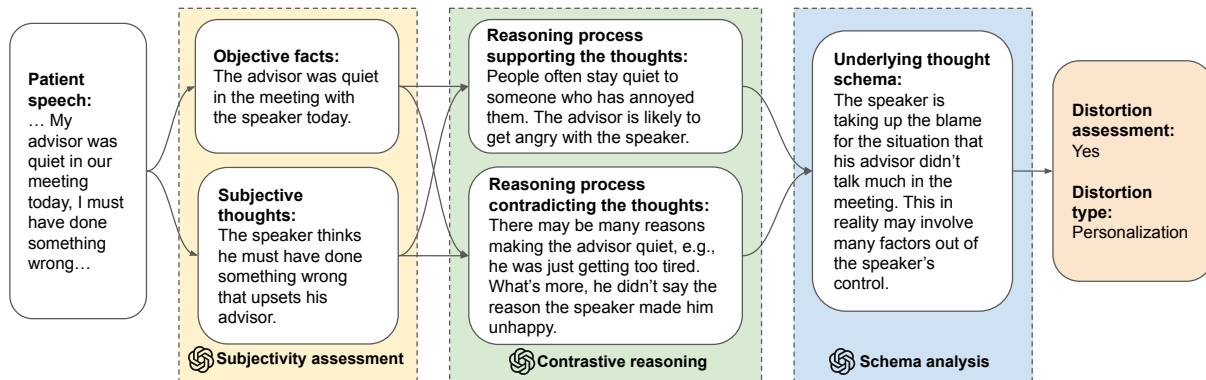 Patient
speech:
… My
advisor was
quiet in our
meeting
today, I must
have done
something
wrong…
Objective facts:
The advisor was quiet
in the meeting with
the speaker today.
Subjective
thoughts:
The speaker thinks
he must have done
something wrong
that upsets his
advisor.
Subjectivity assessment
Reasoning process
supporting the thoughts:
People often stay quiet to
someone who has annoyed
them. The advisor is likely to
get angry with the speaker.
Reasoning process
contradicting the thoughts:
There may be many reasons
making the advisor quiet, e.g.,
he was just getting too tired.
What’s more, he didn’t say the
reason the speaker made him
unhappy.
Contrastive reasoning
Underlying thought
schema:
The speaker is
taking up the blame
for the situation that
his advisor didn’t
talk much in the
meeting. This in
reality may involve
many factors out of
the speaker’s
control.
Schema analysis
Distortion
assessment:
Yes
Distortion
type:
Personalization